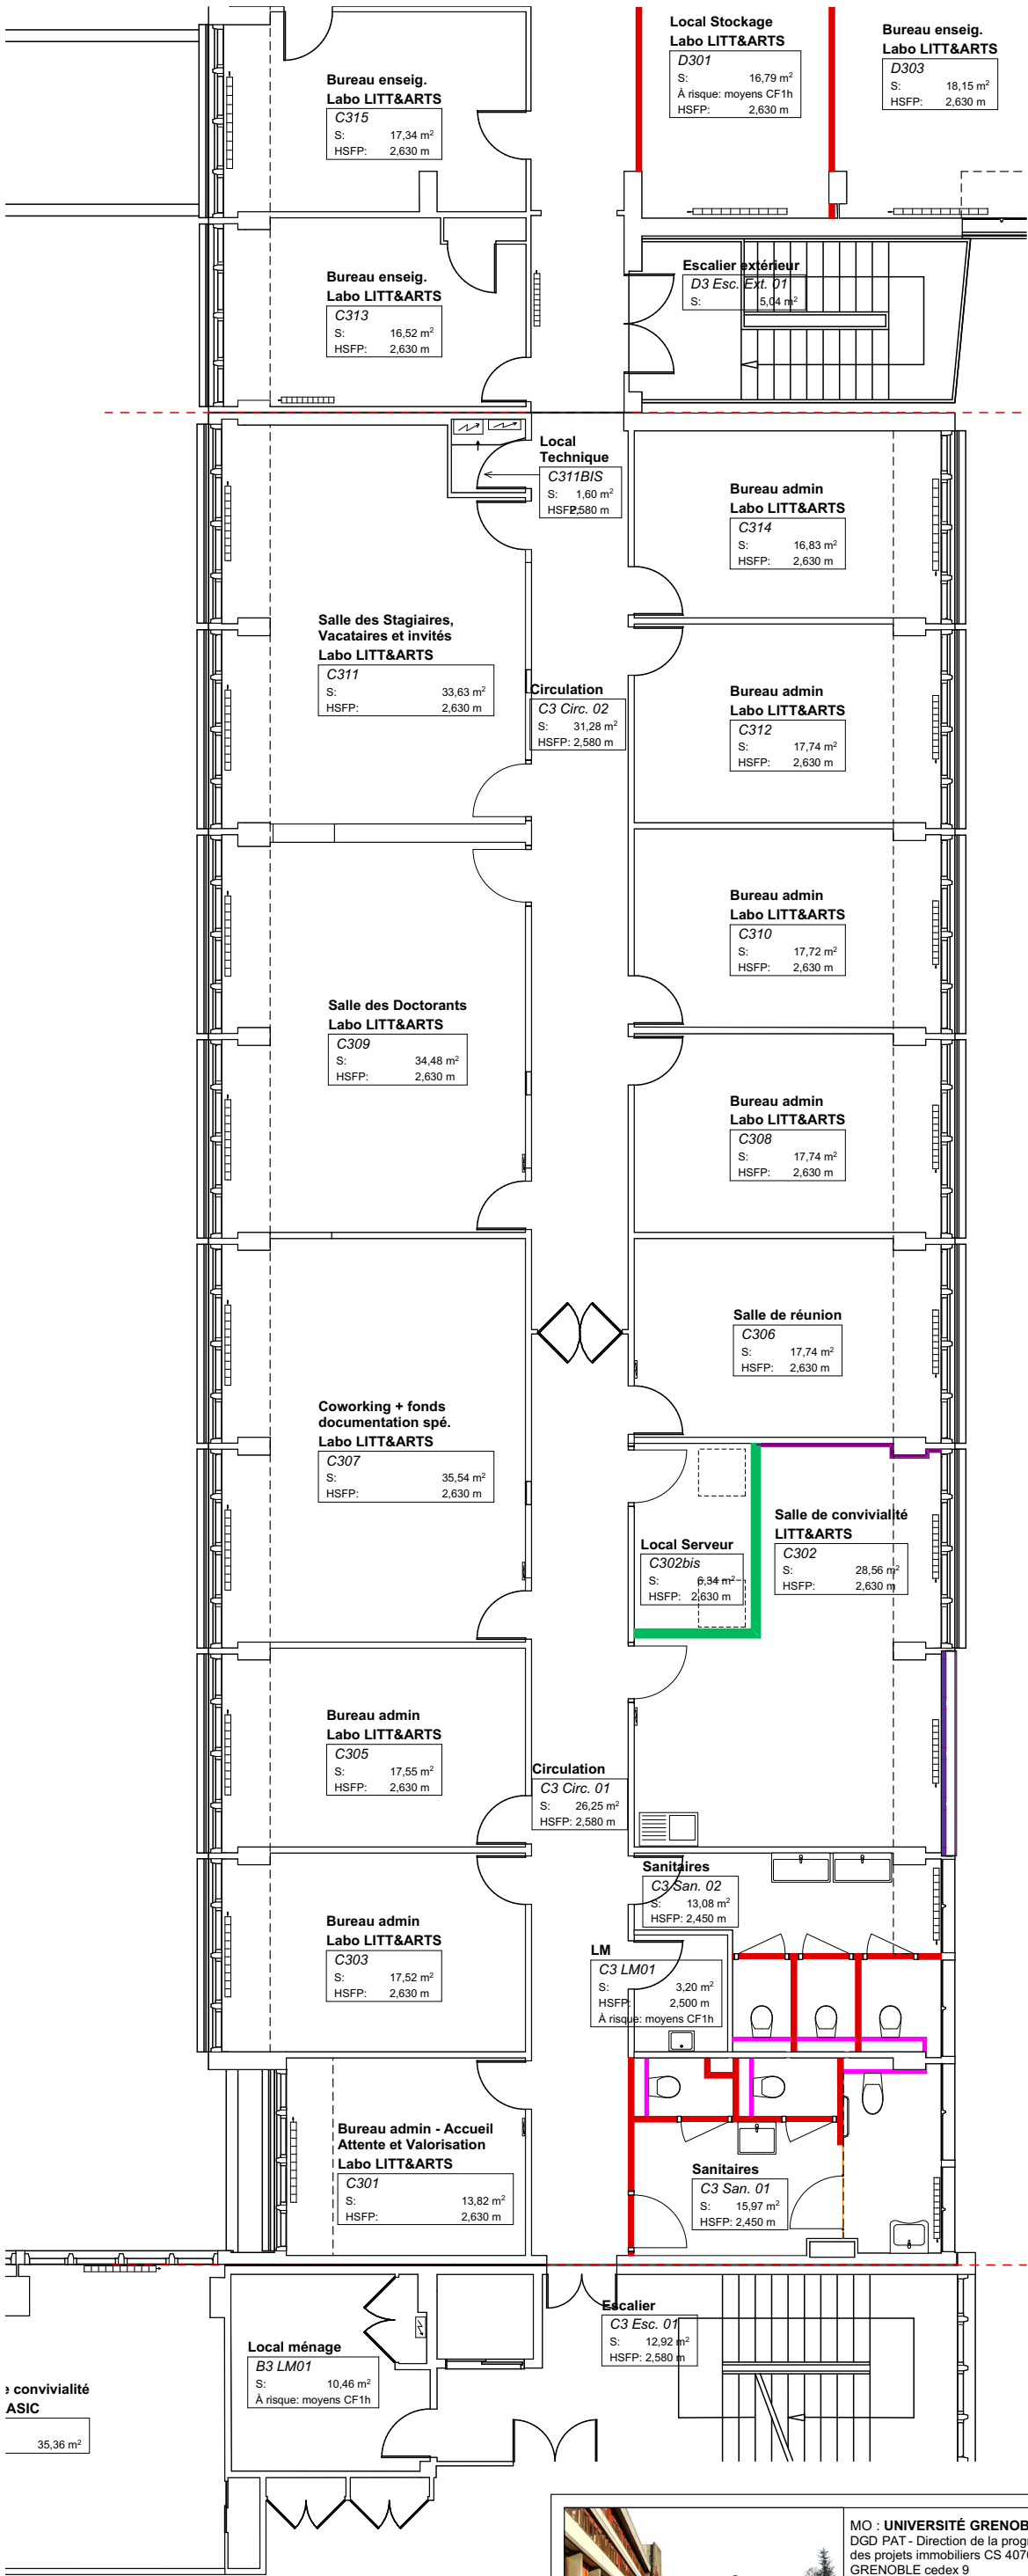 Local Stockage
Labo LITT&ARTS
D301
S: 16,79 m²
À risque: moyens CF1h
HSFP: 2,630 m
Bureau enseig.
Labo LITT&ARTS
D303
S: 18,15 m²
HSFP: 2,630 m
Bureau enseig.
Labo LITT&ARTS
C315
S: 17,34 m²
HSFP: 2,630 m
Bureau enseig.
Labo LITT&ARTS
C313
S: 16,52 m²
HSFP: 2,630 m
Escalier extérieur
D3 Esc. Ext. 01
S: 5,04 m²
Local
Technique
C311BIS
S: 1,60 m²
HSFP: 2,580 m
Bureau admin
Labo LITT&ARTS
C314
S: 16,83 m²
HSFP: 2,630 m
Salle des Stagiaires,
Vacataires et invités
Labo LITT&ARTS
C311
S: 33,63 m²
HSFP: 2,630 m
Circulation
C3 Circ. 02
S: 31,28 m²
HSFP: 2,580 m
Bureau admin
Labo LITT&ARTS
C312
S: 17,74 m²
HSFP: 2,630 m
Bureau admin
Labo LITT&ARTS
C310
S: 17,72 m²
HSFP: 2,630 m
Salle des Doctorants
Labo LITT&ARTS
C309
S: 34,48 m²
HSFP: 2,630 m
Bureau admin
Labo LITT&ARTS
C308
S: 17,74 m²
HSFP: 2,630 m
Salle de réunion
C306
S: 17,74 m²
HSFP: 2,630 m
Coworking + fonds
documentation spé.
Labo LITT&ARTS
C307
S: 35,54 m²
HSFP: 2,630 m
Local Serveur
C302bis
S: 6,34 m²
HSFP: 2,630 m
Salle de convivialité
LITT&ARTS
C302
S: 28,56 m²
HSFP: 2,630 m
Bureau admin
Labo LITT&ARTS
C305
S: 17,55 m²
HSFP: 2,630 m
Circulation
C3 Circ. 01
S: 26,25 m²
HSFP: 2,580 m
Sanitaires
C3 San. 02
S: 13,08 m²
HSFP: 2,450 m
Bureau admin
Labo LITT&ARTS
C303
S: 17,52 m²
HSFP: 2,630 m
LM
C3 LM01
S: 3,20 m²
HSFP: 2,500 m
À risque: moyens CF1h
Bureau admin - Accueil
Attente et Valorisation
Labo LITT&ARTS
C301
S: 13,82 m²
HSFP: 2,630 m
Sanitaires
C3 San. 01
S: 15,97 m²
HSFP: 2,450 m
Escalier
C3 Esc. 01
S: 12,92 m²
HSFP: 2,580 m
Local ménage
B3 LM01
S: 10,46 m²
À risque: moyens CF1h
convivialité
ASIC
35,36 m²
MO : UNIVERSITÉ GRENOB
DGD PAT - Direction de la prog
des projets immobiliers CS 4070
GRENOBLE cedex 9